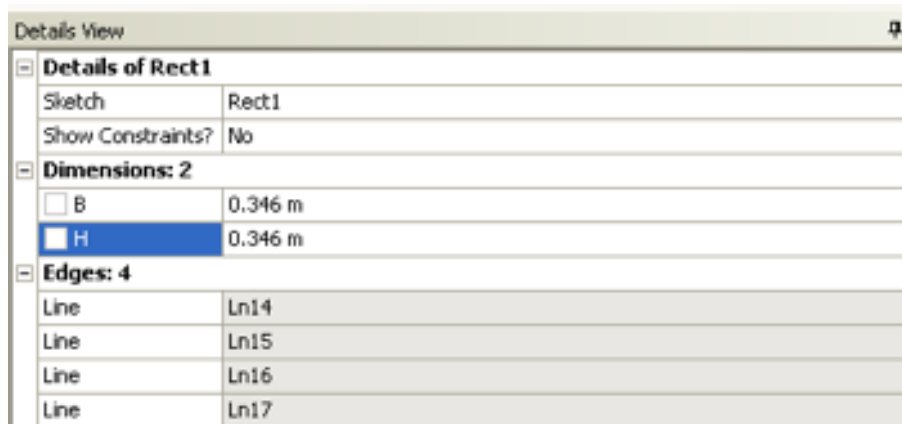 Details View
Details of Rect1
Sketch Rect1
Show Constraints? No
Dimensions: 2
B 0.346 m
H 0.346 m
Edges: 4
Line Ln14
Line Ln15
Line Ln16
Line Ln17